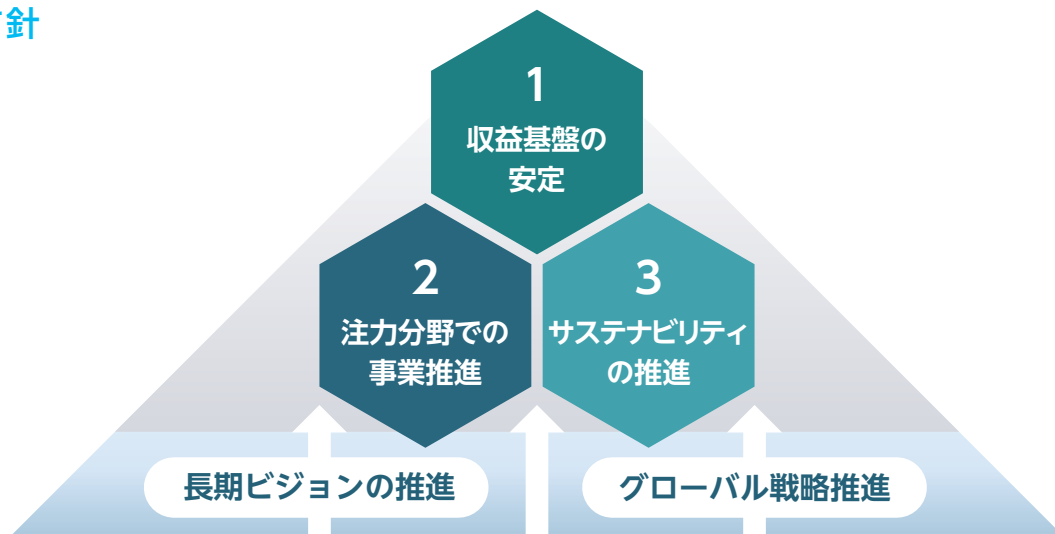 針
1
収益基盤の
安定
2
注力分野での
事業推進
3
サステナビリティ
の推進
長期ビジョンの推進
グローバル戦略推進